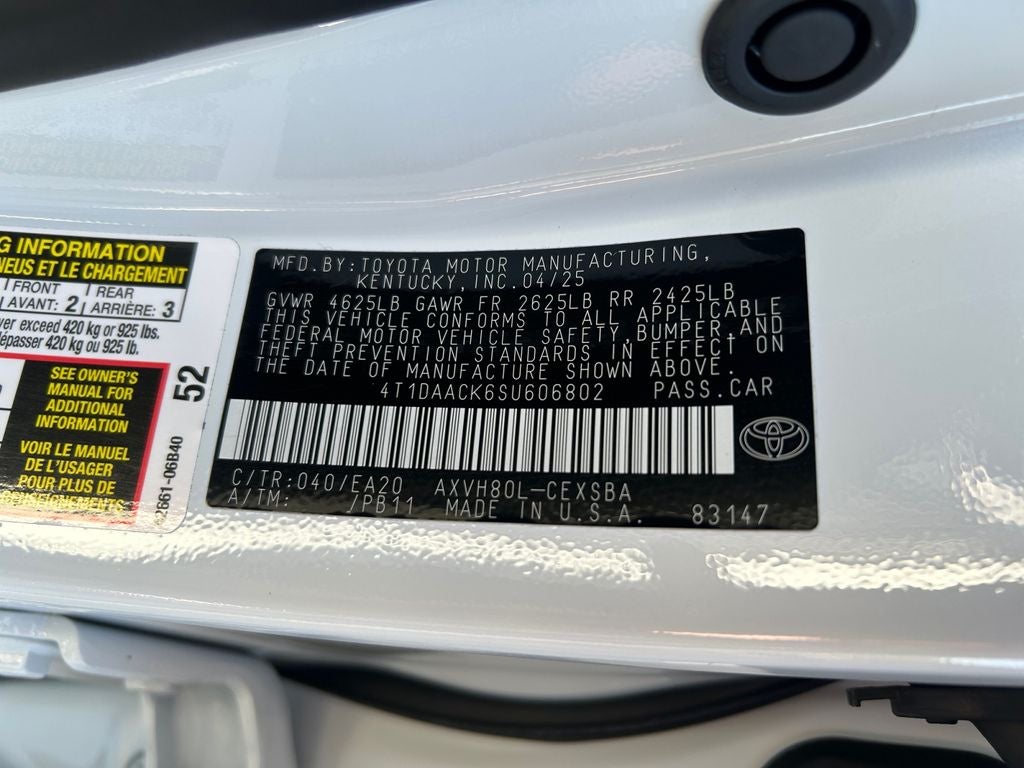 G INFORMATION
NEUS ET LE CHARGEMENT
FRONT REAR
AVANT: 2 ARRIÈRE: 3
ver exceed 420 kg or 925 lbs.
dépasser 420 kg ou 925 lb.
SEE OWNER'S
MANUAL FOR
ADDITIONAL
INFORMATION
VOIR LE MANUEL
DE L'USAGER
POUR PLUS DE
RENSEIGNEMENTS
52
2661-06B40
MFD.BY:TOYOTA MOTOR MANUFACTURING,
KENTUCKY,INC.04/25
GVWR 4625LB GAWR FR 2625LB RR 2425LB
THIS VEHICLE CONFORMS TO ALL APPLICABLE
FEDERAL MOTOR VEHICLE SAFETY,BUMPER,AND
THEFT PREVENTION STANDARDS IN EFFECT ON
THE DATE OF MANUFACTURE SHOWN ABOVE.
4T1DAACK6SU606802 PASS.CAR
C/TR:040/EA20 AXVH80L-CEXSBA
A/TM: /PB11 MADE IN U.S.A. 83147